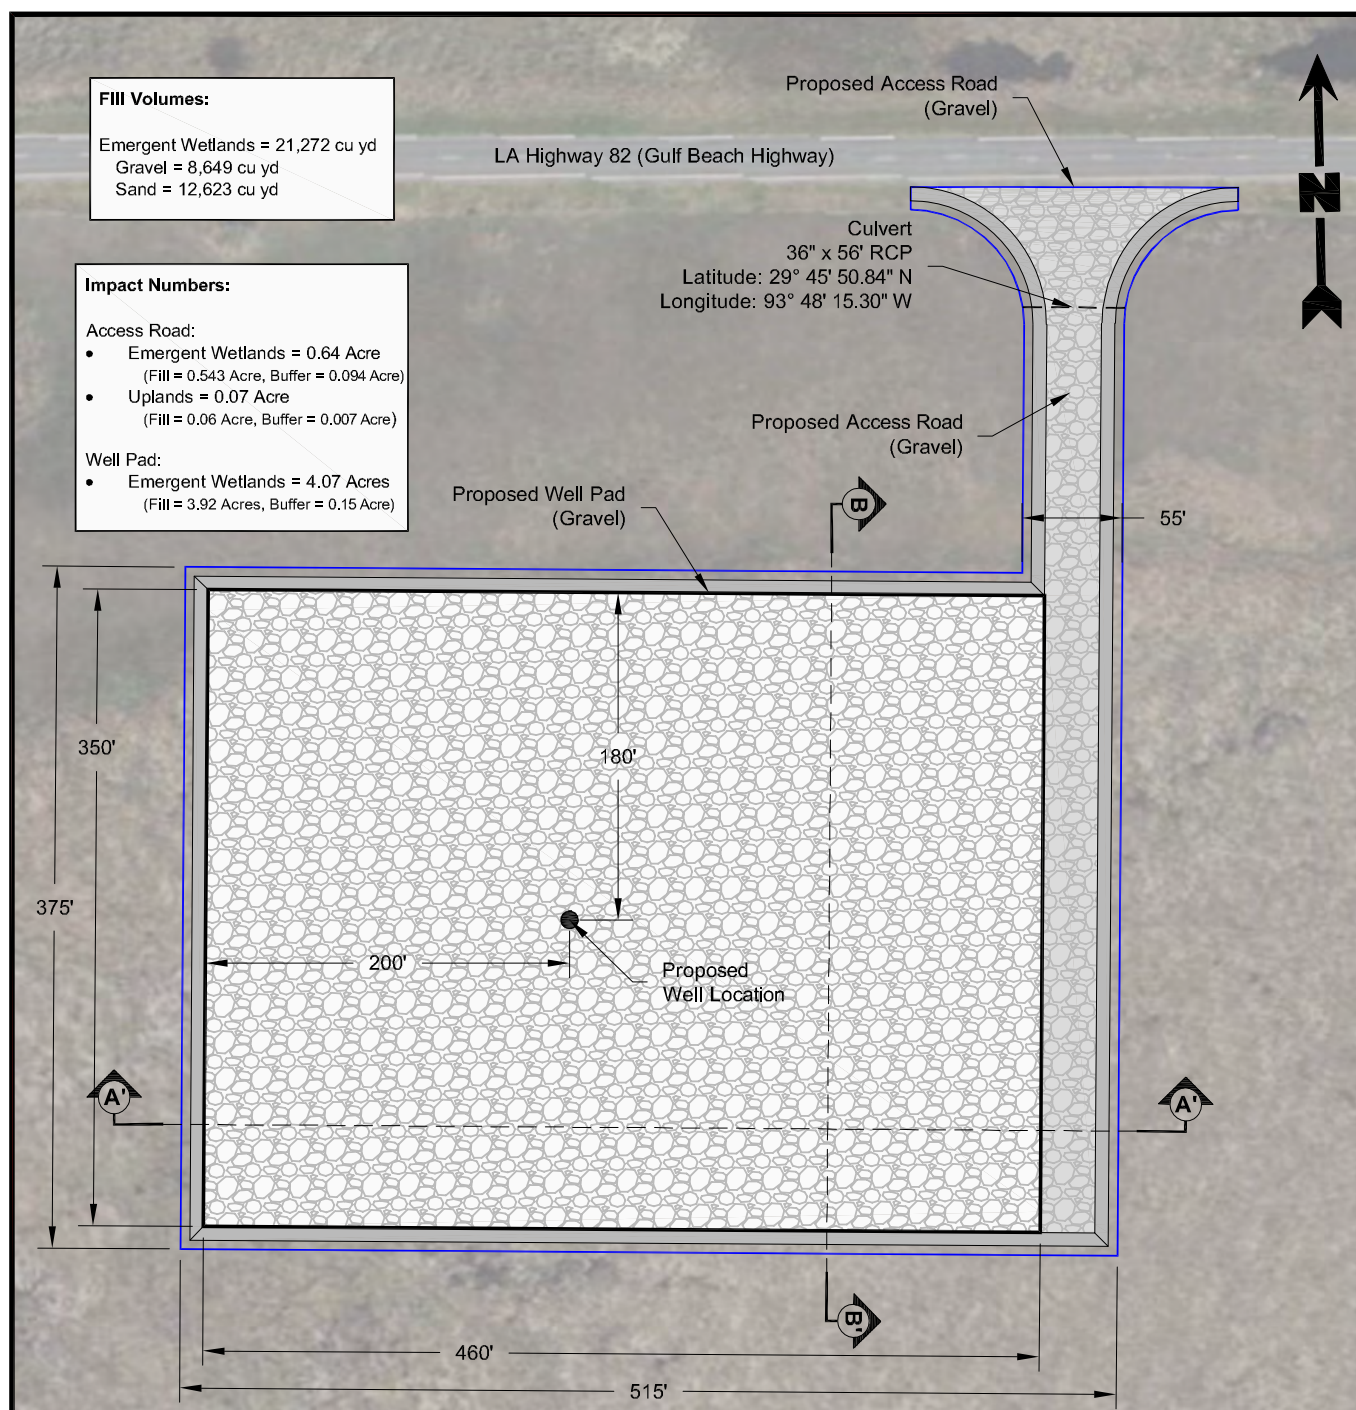 Fill Volumes:
Emergent Wetlands = 21,272 cu yd
Gravel = 8,649 cu yd
Sand = 12,623 cu yd
Proposed Access Road
(Gravel)
LA Highway 82 (Gulf Beach Highway)
N
Culvert
36" x 56' RCP
Latitude: 29° 45' 50.84" N
Longitude: 93° 48' 15.30" W
Impact Numbers:
Access Road:
• Emergent Wetlands = 0.64 Acre
(Fill = 0.543 Acre, Buffer = 0.094 Acre)
• Uplands = 0.07 Acre
(Fill = 0.06 Acre, Buffer = 0.007 Acre)
Well Pad:
• Emergent Wetlands = 4.07 Acres
(Fill = 3.92 Acres, Buffer = 0.15 Acre)
Proposed Access Road
(Gravel)
Proposed Well Pad
(Gravel)
B
55'
350'
180'
375'
200'
Proposed
Well Location
A'
A'
B'
460'
515'